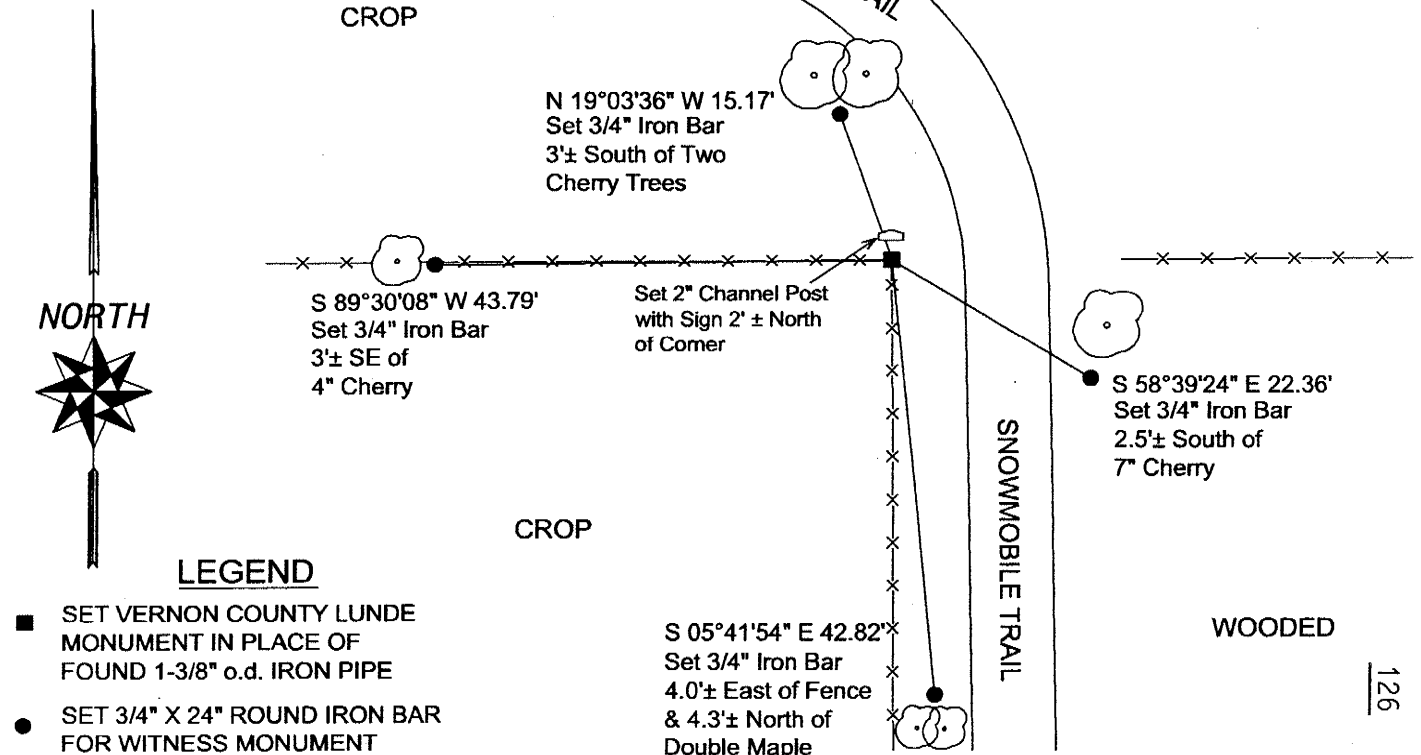 CROP
N 19°03'36" W 15.17'
Set 3/4" Iron Bar
3'± South of Two
Cherry Trees
NORTH
S 89°30'08" W 43.79'
Set 3/4" Iron Bar
3'± SE of
4" Cherry
Set 2" Channel Post
with Sign 2' ± North
of Corner
S 58°39'24" E 22.36'
Set 3/4" Iron Bar
2.5'± South of
7" Cherry
SNOWMOBILE TRAIL
CROP
WOODED
S 05°41'54" E 42.82'
Set 3/4" Iron Bar
4.0'± East of Fence
& 4.3'± North of
Double Maple
LEGEND
SET VERNON COUNTY LUNDE
MONUMENT IN PLACE OF
FOUND 1-3/8" o.d. IRON PIPE
SET 3/4" X 24" ROUND IRON BAR
FOR WITNESS MONUMENT
126